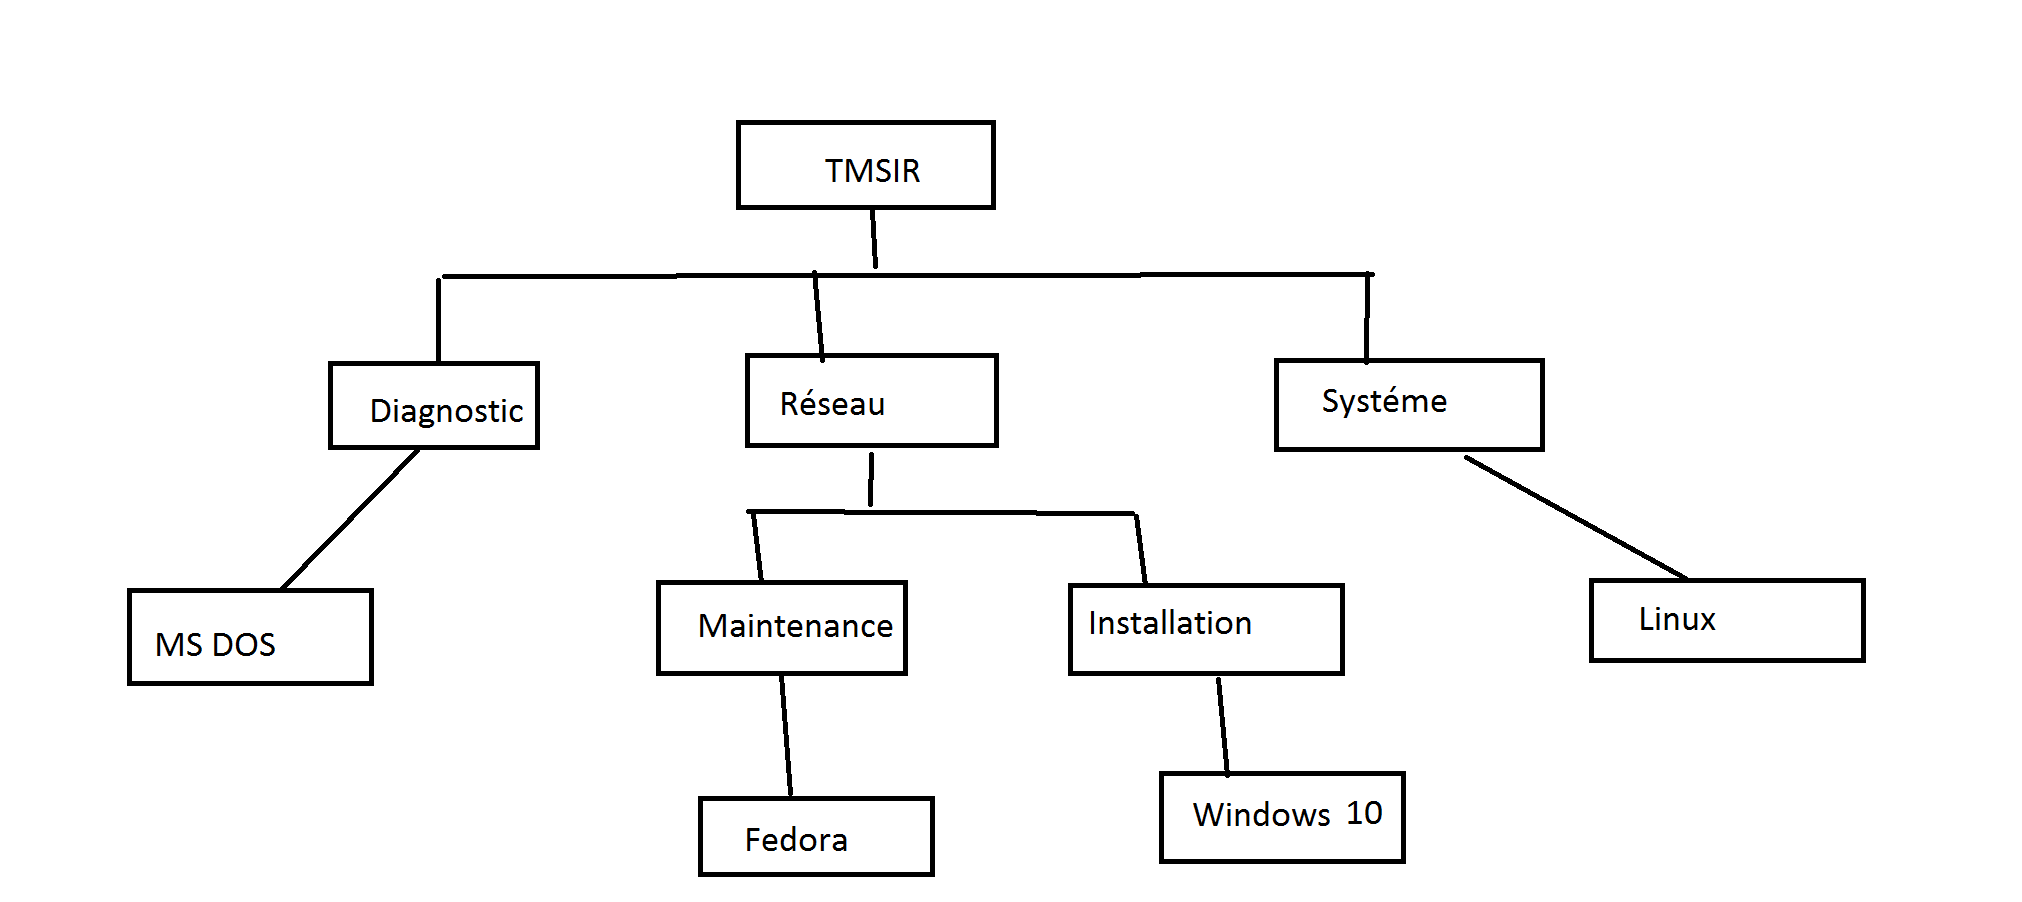 TMSIR
Diagnostic
Réseau
Systéme
MS DOS
Maintenance
Installation
Linux
Fedora
Windows 10